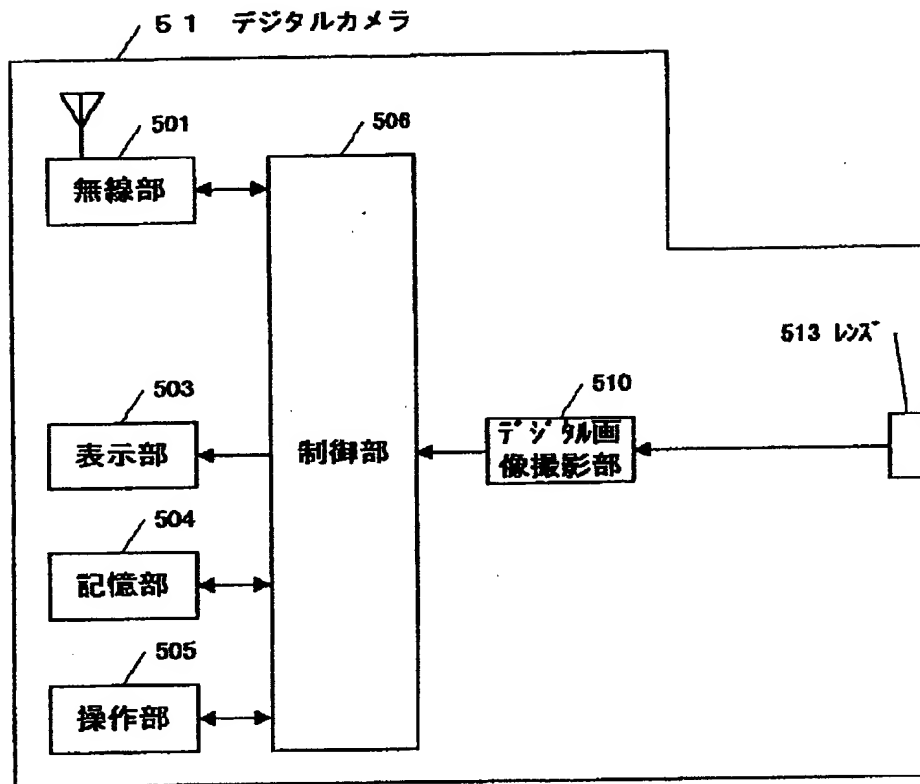 51 デジタルカメラ
501
無線部
506
制御部
503
表示部
504
記憶部
505
操作部
510
デジタル画
像撮影部
513 レンズ